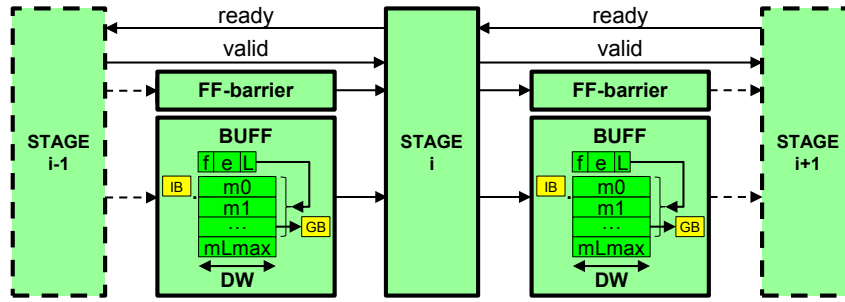 ready
ready
valid
valid
FF-barrier
FF-barrier
STAGE
i-1
STAGE
i
STAGE
i+1
BUFF
f e L
IB
m0
m1
...
GB
mLmax
DW
BUFF
f e L
IB
m0
m1
...
GB
mLmax
DW